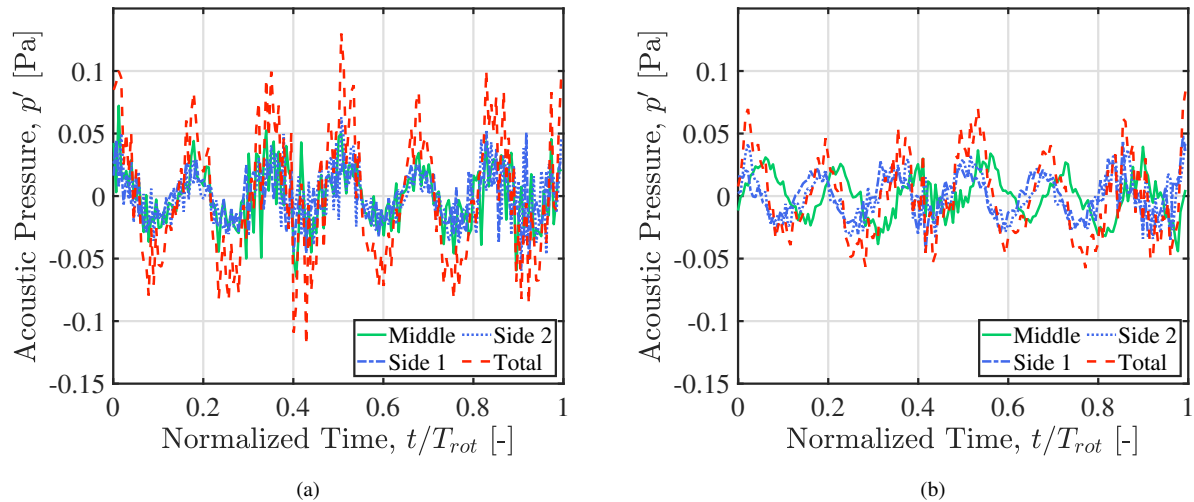 Acoustic Pressure, p′ [Pa]
0.1
0.05
0
-0.05
-0.1
-0.15
0 0.2 0.4 0.6 0.8 1
Normalized Time, t/T_rot [-]
Middle Side 2
Side 1 Total
(a)
Acoustic Pressure, p′ [Pa]
0.1
0.05
0
-0.05
-0.1
-0.15
0 0.2 0.4 0.6 0.8 1
Normalized Time, t/T_rot [-]
Middle Side 2
Side 1 Total
(b)